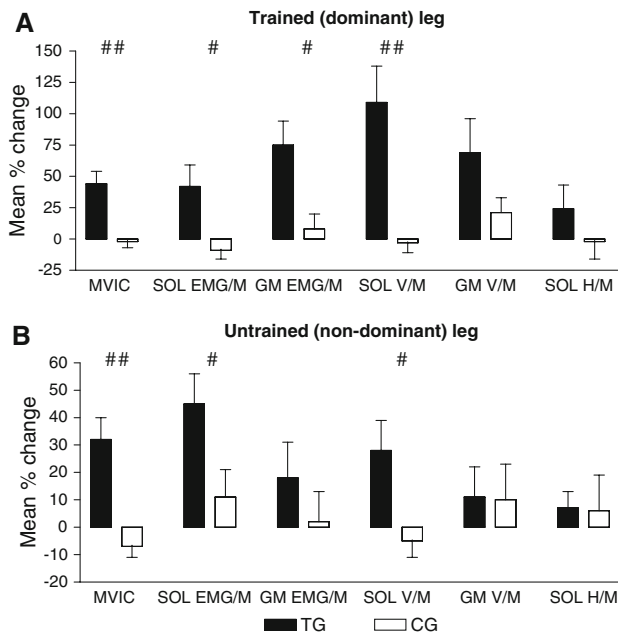 A
Trained (dominant) leg
## # # ##
150
125
100
75
50
25
0
-25
Mean % change
MVIC SOL EMG/M GM EMG/M SOL V/M GM V/M SOL H/M
B
Untrained (non-dominant) leg
## # #
60
50
40
30
20
10
0
-10
-20
Mean % change
MVIC SOL EMG/M GM EMG/M SOL V/M GM V/M SOL H/M
TG CG